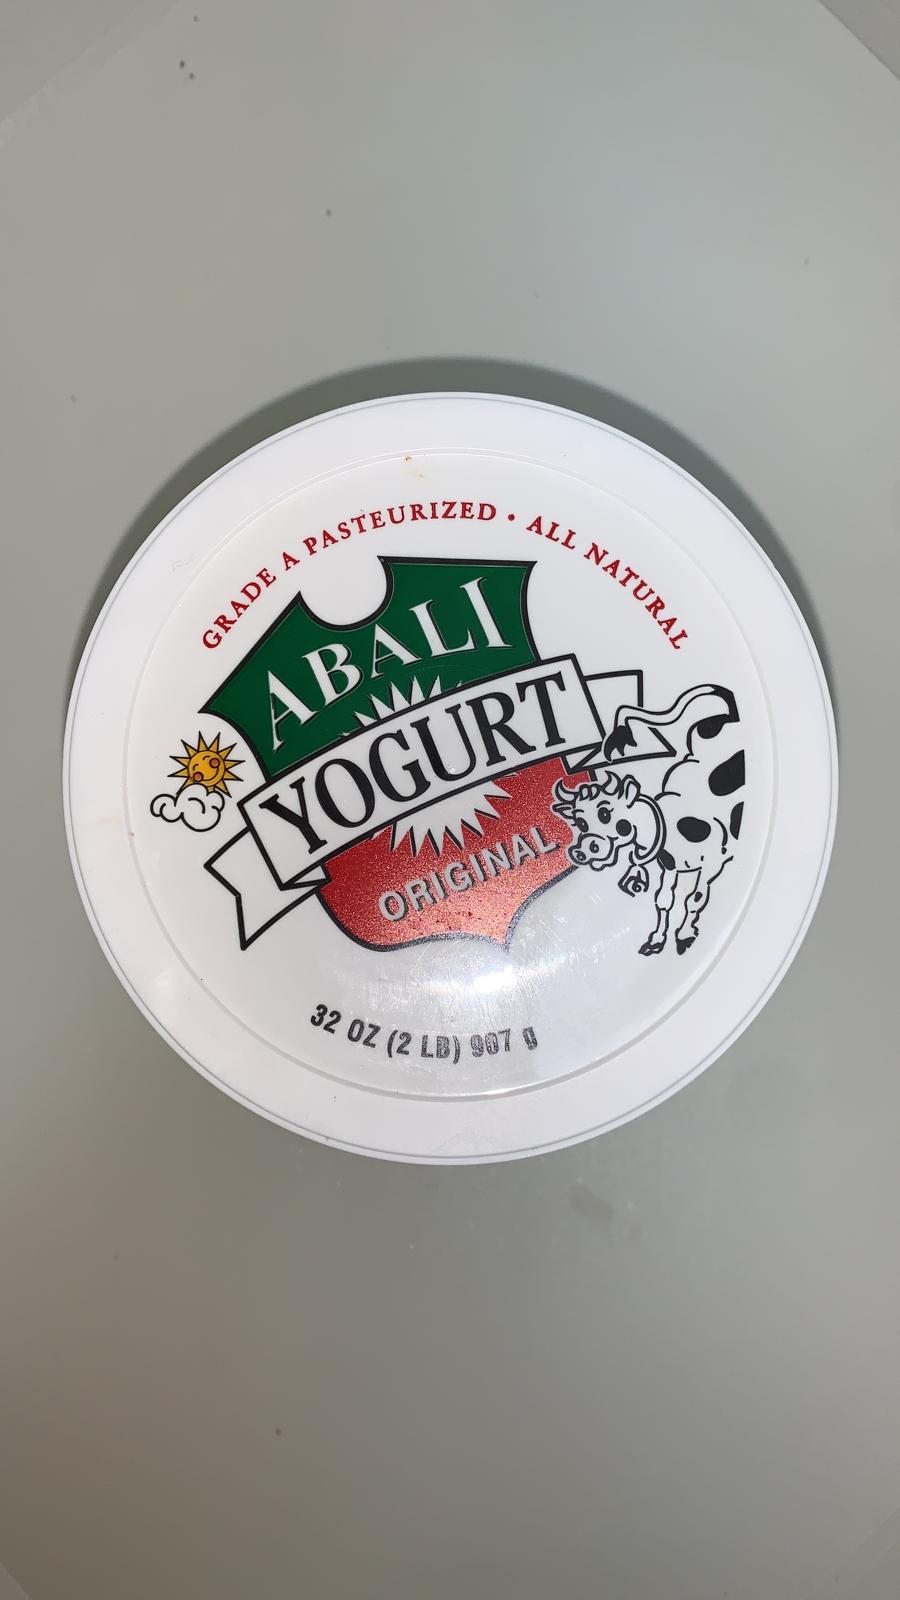 GRADE A PASTEURIZED • ALL NATURAL
ABALI
YOGURT
ORIGINAL
32 OZ (2 LB) 907 g